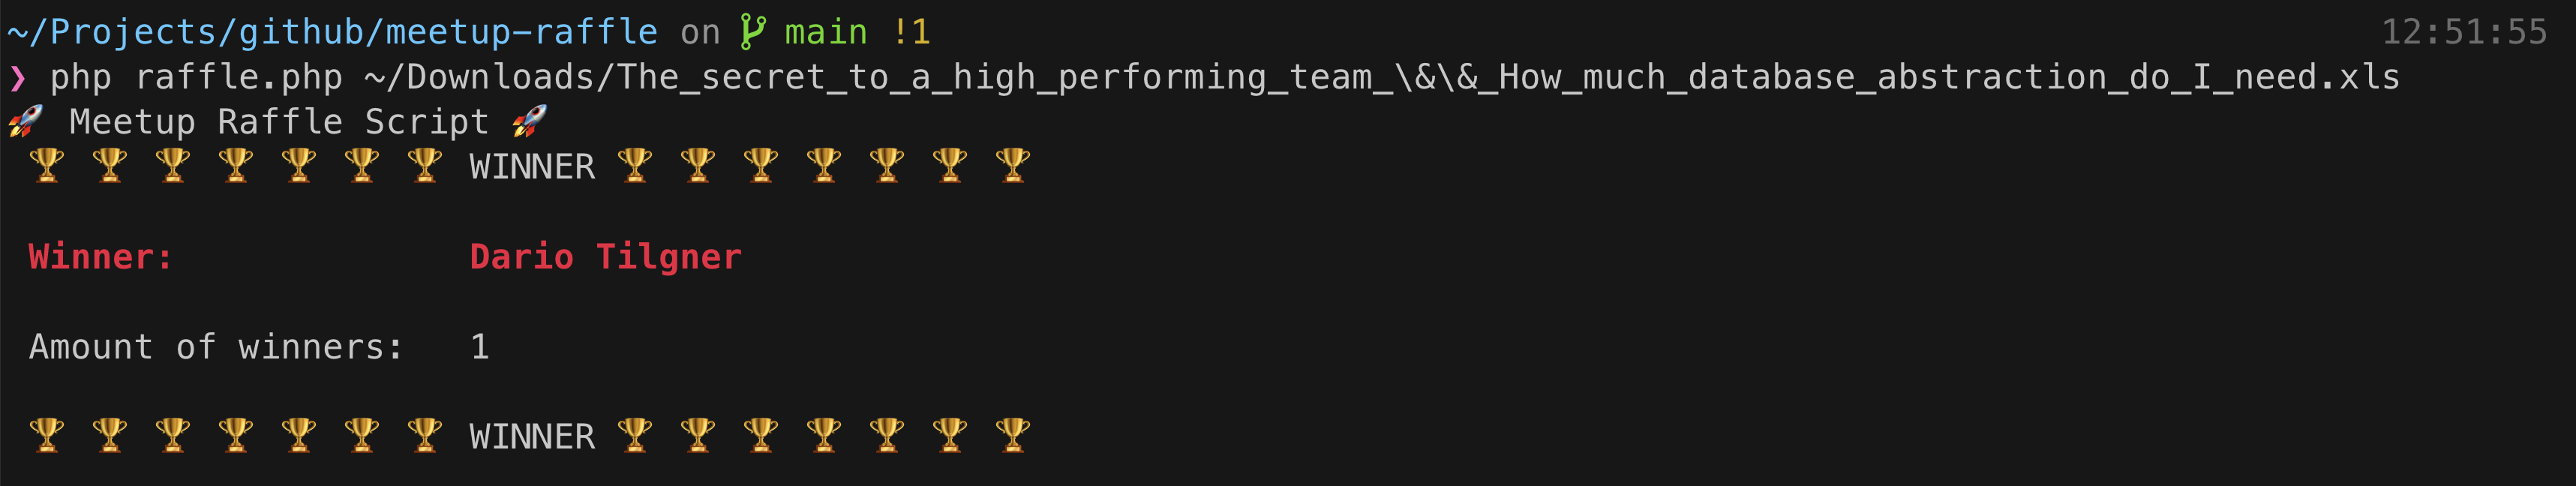 ~/Projects/github/meetup-raffle on main !1 12:51:55
❯ php raffle.php ~/Downloads/The_secret_to_a_high_performing_team_\&\&_How_much_database_abstraction_do_I_need.xls
🚀 Meetup Raffle Script 🚀
🏆 🏆 🏆 🏆 🏆 🏆 🏆 WINNER 🏆 🏆 🏆 🏆 🏆 🏆 🏆
Winner: Dario Tilgner
Amount of winners: 1
🏆 🏆 🏆 🏆 🏆 🏆 🏆 WINNER 🏆 🏆 🏆 🏆 🏆 🏆 🏆